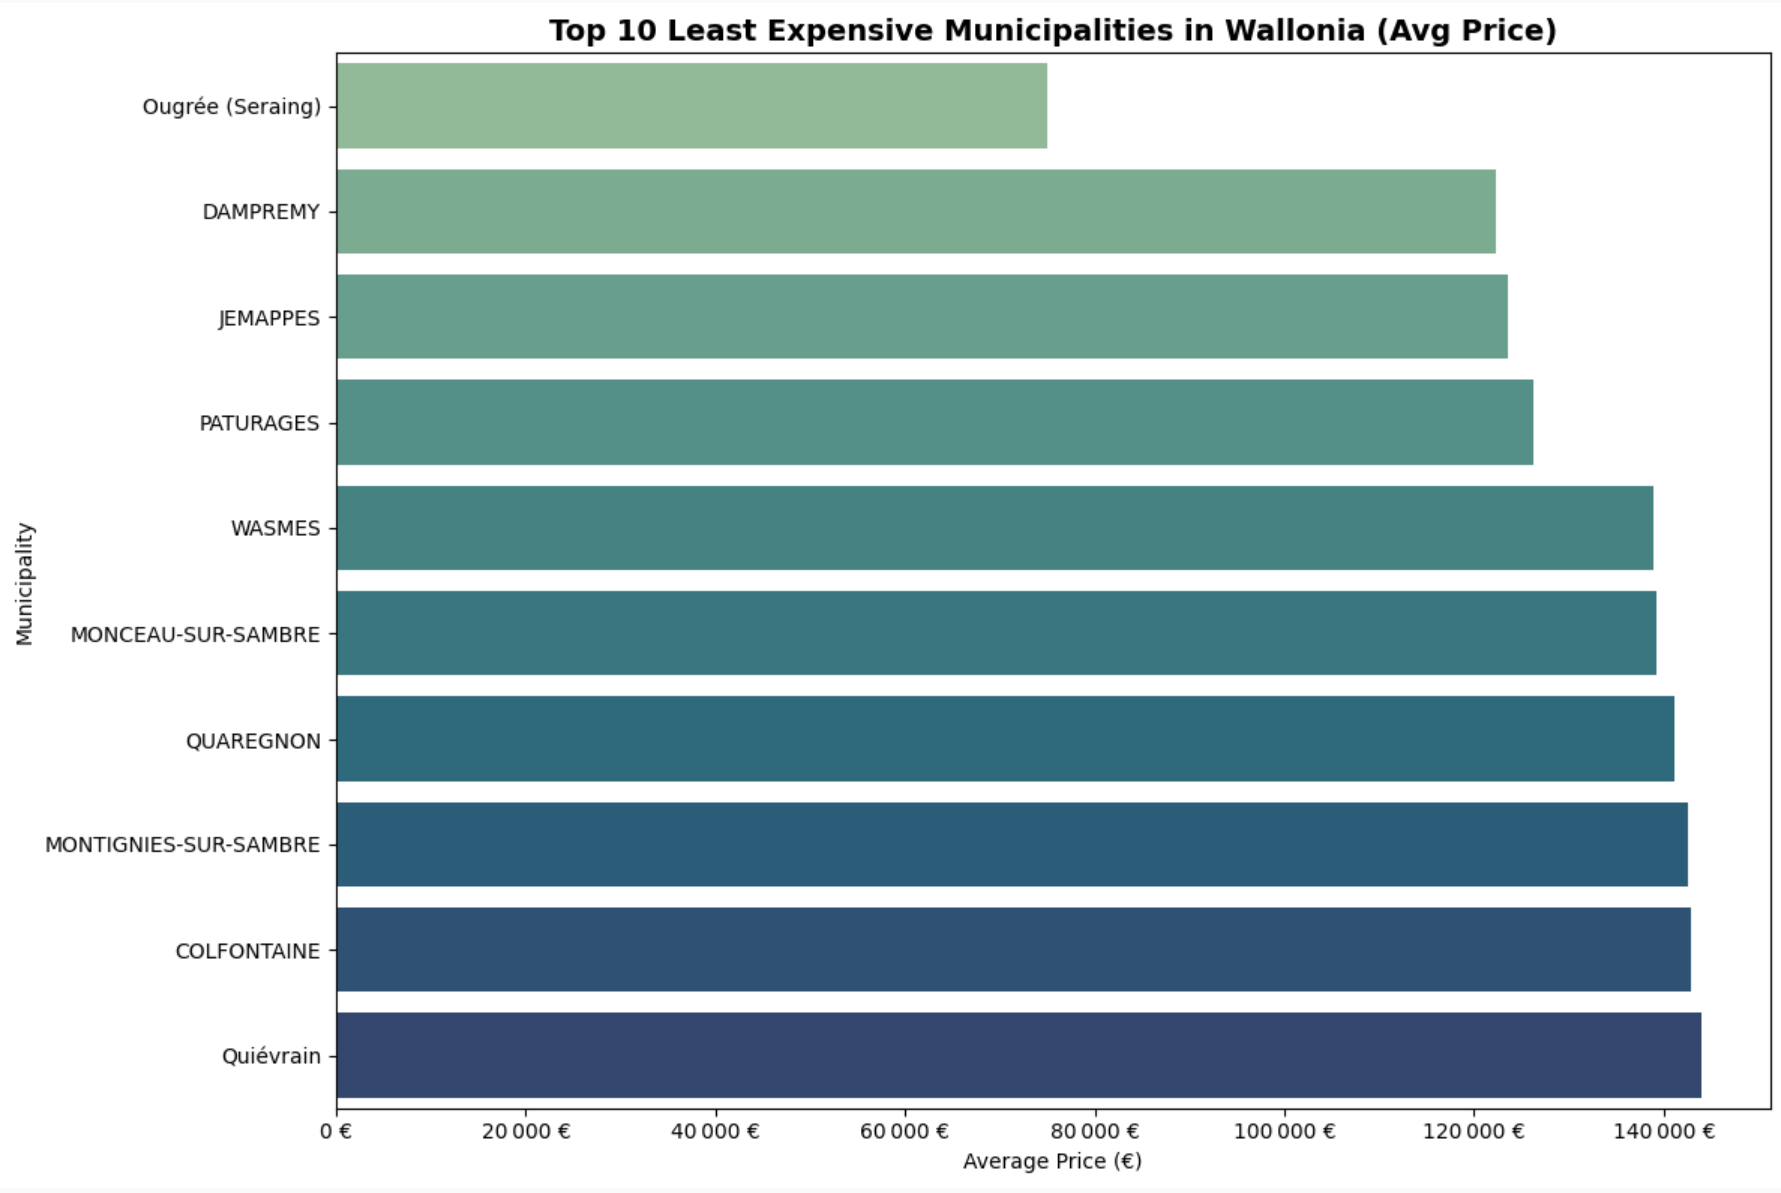 Top 10 Least Expensive Municipalities in Wallonia (Avg Price)
Municipality
Ougrée (Seraing)
DAMPREMY
JEMAPPES
PATURAGES
WASMES
MONCEAU-SUR-SAMBRE
QUAREGNON
MONTIGNIES-SUR-SAMBRE
COLFONTAINE
Quiévrain
0 € 20 000 € 40 000 € 60 000 € 80 000 € 100 000 € 120 000 € 140 000 €
Average Price (€)